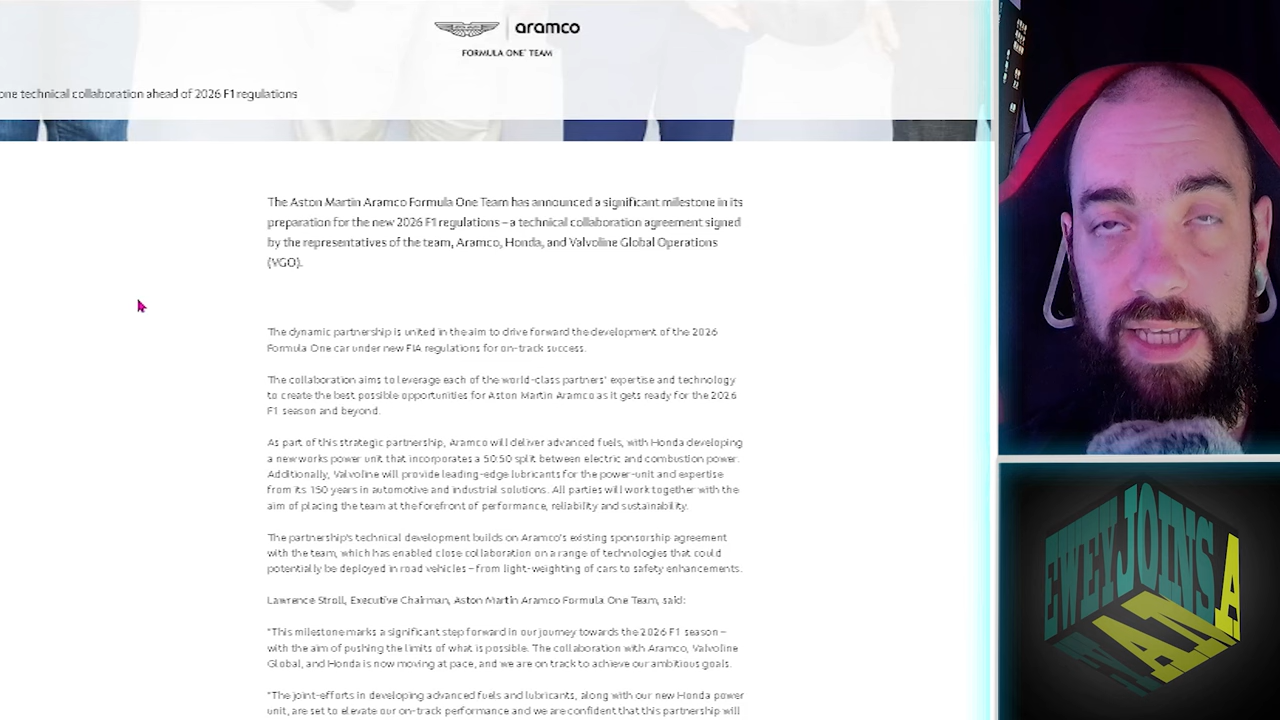 aramco
FORMULA ONE TEAM
one technical collaboration ahead of 2026 F1 regulations
The Aston Martin Aramco Formula One Team has announced a significant milestone in its
preparation for the new 2026 F1 regulations – a technical collaboration agreement signed
by the representatives of the team, Aramco, Honda, and Valvoline Global Operations
(VGO).
The dynamic partnership is united in the aim to drive forward the development of the 2026
Formula One car under new FIA regulations for on-track success.
The collaboration aims to leverage each of the world-class partners' expertise and technology
to create the best possible opportunities for Aston Martin Aramco as it gets ready for the 2026
F1 season and beyond.
As part of this strategic partnership, Aramco will deliver advanced fuels, with Honda developing
a new works power unit that incorporates a 50:50 split between electric and combustion power.
Additionally, Valvoline will provide leading-edge lubricants for the power-unit and expertise
from its 150 years in automotive and industrial solutions. All parties will work together with the
aim of placing the team at the forefront of performance, reliability and sustainability.
The partnership's technical development builds on Aramco's existing sponsorship agreement
with the team, which has enabled close collaboration on a range of technologies that could
potentially be deployed in road vehicles – from light-weighting of cars to safety enhancements.
Lawrence Stroll, Executive Chairman, Aston Martin Aramco Formula One Team, said:
"This milestone marks a significant step forward in our journey towards the 2026 F1 season –
with the aim of pushing the limits of what is possible. The collaboration with Aramco, Valvoline
Global, and Honda is now moving at pace, and we are on track to achieve our ambitious goals.
"The joint-efforts in developing advanced fuels and lubricants, along with our new Honda power
unit, are set to elevate our on-track performance and we are confident that this partnership will
EWEYJOINSA